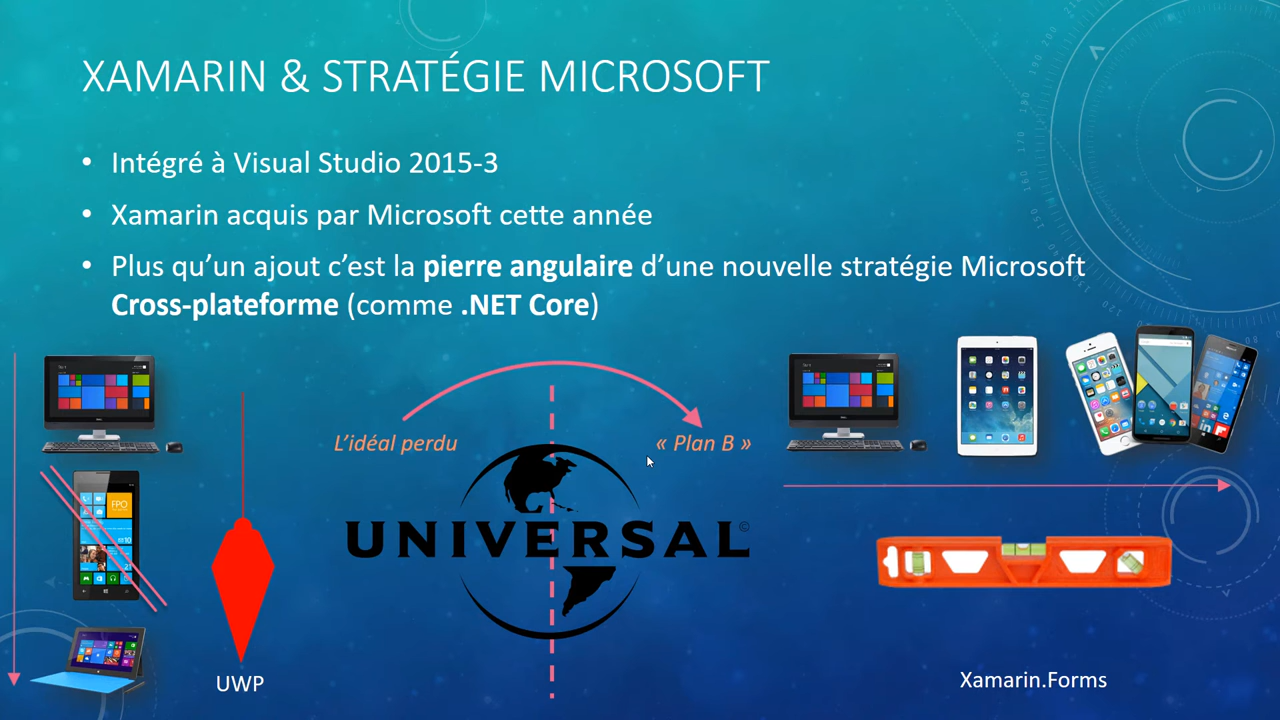 XAMARIN & STRATÉGIE MICROSOFT
• Intégré à Visual Studio 2015-3
• Xamarin acquis par Microsoft cette année
• Plus qu’un ajout c’est la pierre angulaire d’une nouvelle stratégie Microsoft
Cross-plateforme (comme .NET Core)
L’idéal perdu
« Plan B »
UNIVERSAL©
UWP
Xamarin.Forms